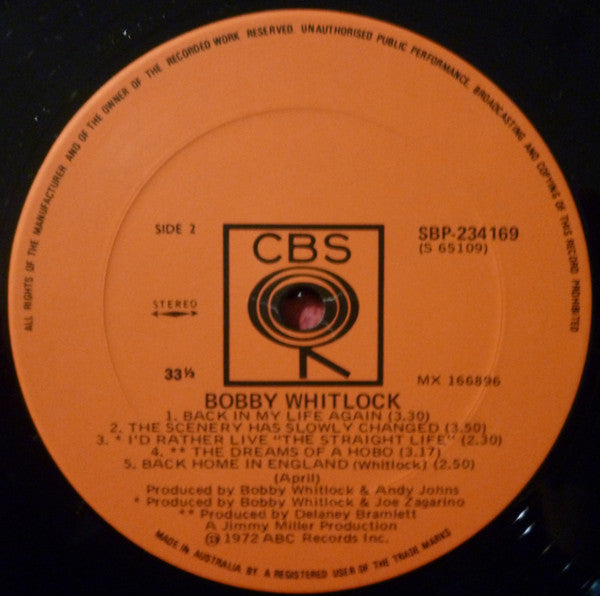 ALL RIGHTS OF THE MANUFACTURER AND OF THE OWNER OF THE RECORDED WORK RESERVED. UNAUTHORISED PUBLIC PERFORMANCE, BROADCASTING AND COPYING OF THIS RECORD PROHIBITED
SIDE 2
CBS
SBP-234169
(S 65109)
STEREO
33⅓
MX 166896
BOBBY WHITLOCK
1. BACK IN MY LIFE AGAIN (3.30)
2. THE SCENERY HAS SLOWLY CHANGED (3.50)
3. * I'D RATHER LIVE "THE STRAIGHT LIFE" (2.30)
4. ** THE DREAMS OF A HOBO (3.17)
5. BACK HOME IN ENGLAND (Whitlock) (2.50)
(April)
Produced by Bobby Whitlock & Andy Johns
* Produced by Bobby Whitlock & Joe Zagarino
** Produced by Delaney Bramlett
A Jimmy Miller Production
℗ 1972 ABC Records Inc.
MADE IN AUSTRALIA BY A REGISTERED USER OF THE TRADE MARKS